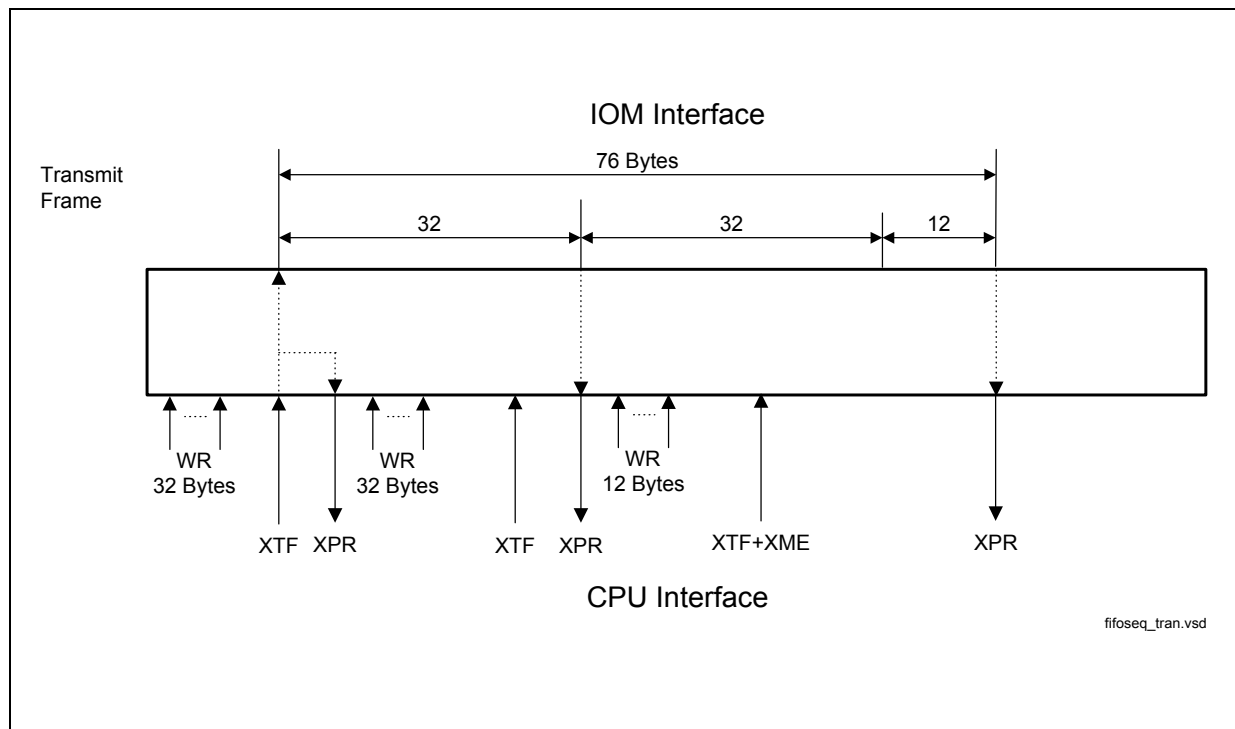 IOM Interface
76 Bytes
Transmit
Frame
32
32
12
..... ..... .....
WR
32 Bytes
WR
32 Bytes
WR
12 Bytes
XTF
XPR
XTF
XPR
XTF+XME
XPR
CPU Interface
fifoseq_tran.vsd